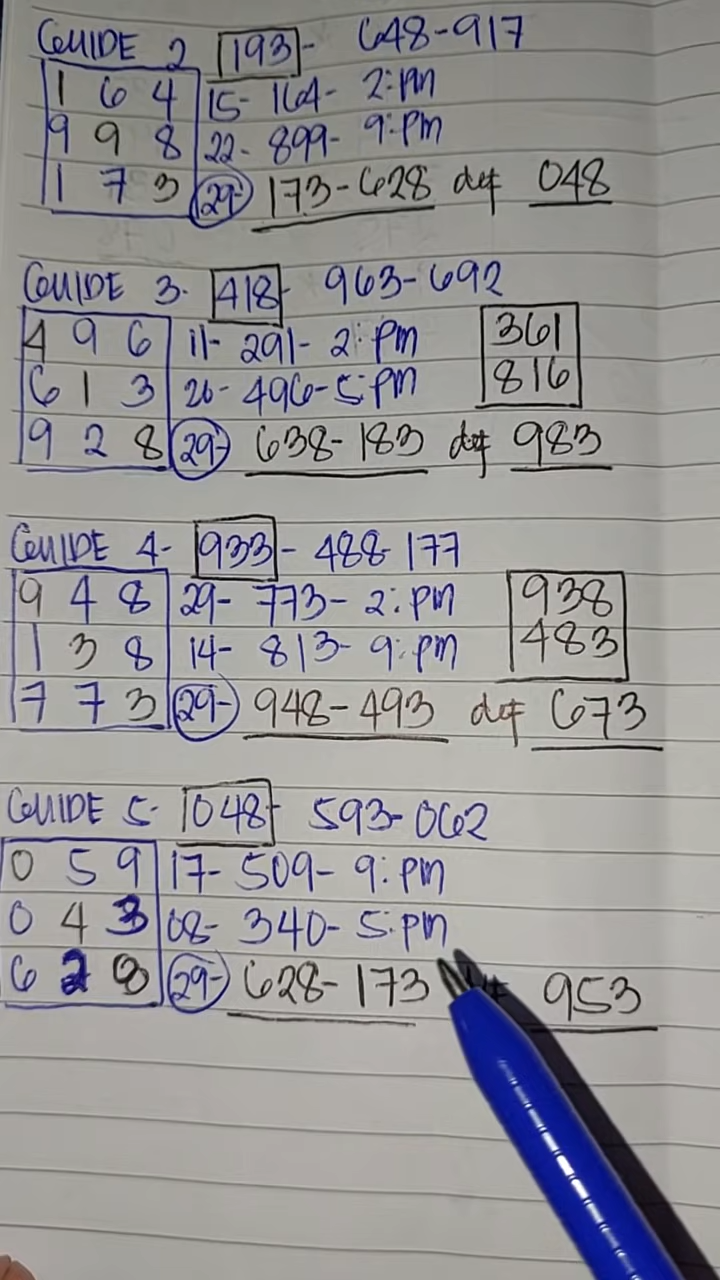 GUIDE 2 193- 648-917
1 6 4 15- 164- 2:pm
9 9 8 22- 899- 9:pm
1 7 3 29- 173-628 def 048
GUIDE 3- 418- 963-692
4 9 6 11- 291- 2:pm 361
6 1 3 26- 496- 5:pm 816
9 2 8 29- 638-183 def 983
GUIDE 4- 933- 488-177
9 4 8 29- 773- 2:pm 938
1 3 8 14- 813- 9:pm 483
7 7 3 29- 948-493 def 673
GUIDE 5- 048- 593-062
0 5 9 17- 509- 9:pm
0 4 3 08- 340- 5:pm
6 2 8 29- 628-173 953